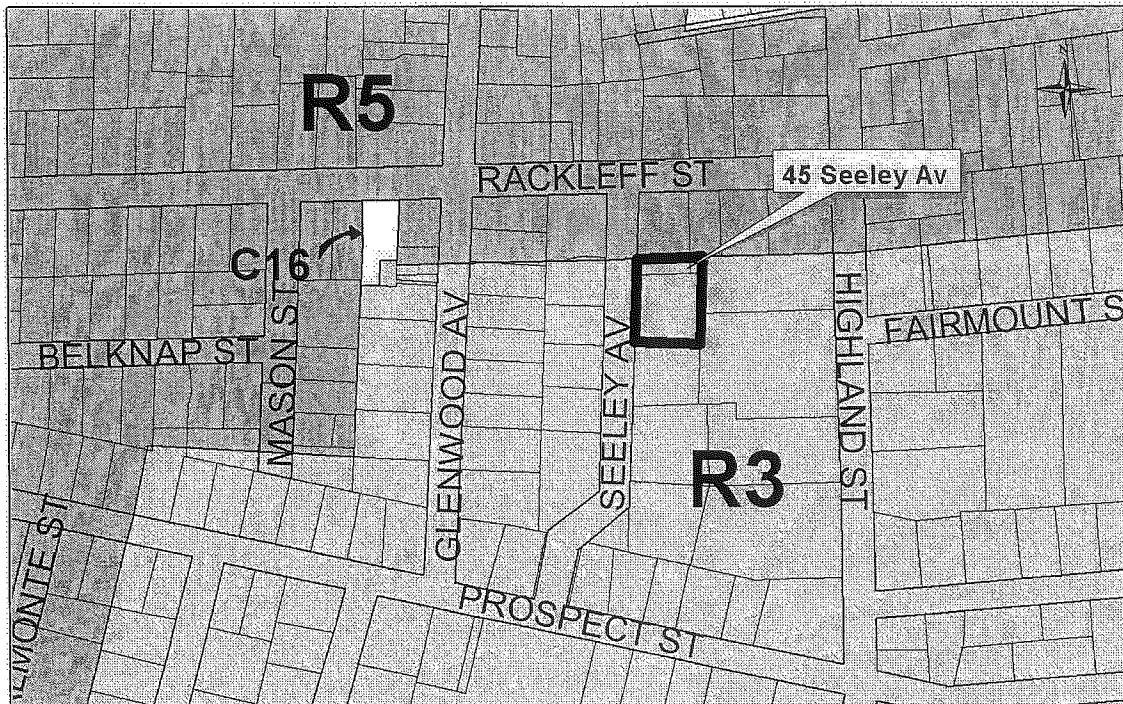 R5
RACKLEFF ST
45 Seeley Av
C16
BELKNAP ST
MASON ST
GLENWOOD AV
SEELEY AV
HIGHLAND ST
FAIRMOUNT S
R3
PROSPECT ST